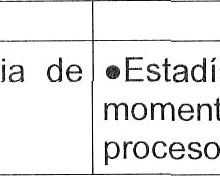 ia de
●Estadí
moment
proceso